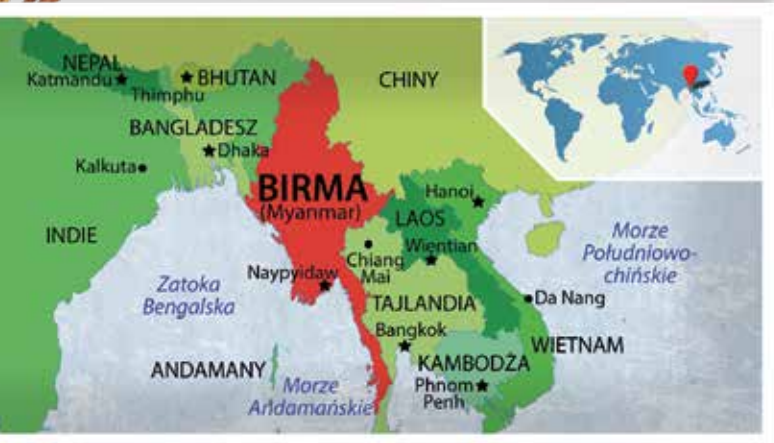 NEPAL
Katmandu
BHUTAN
Thimphu
CHINY
BANGLADESZ
Dhaka
Kalkuta
BIRMA
(Myanmar)
Hanoi
LAOS
INDIE
Wientian
Morze
Południowo-
chińskie
Chiang
Mai
Naypyidaw
Zatoka
Bengalska
TAJLANDIA
Da Nang
Bangkok
WIETNAM
ANDAMANY
KAMBODŻA
Morze
Andamańskie
Phnom
Penh